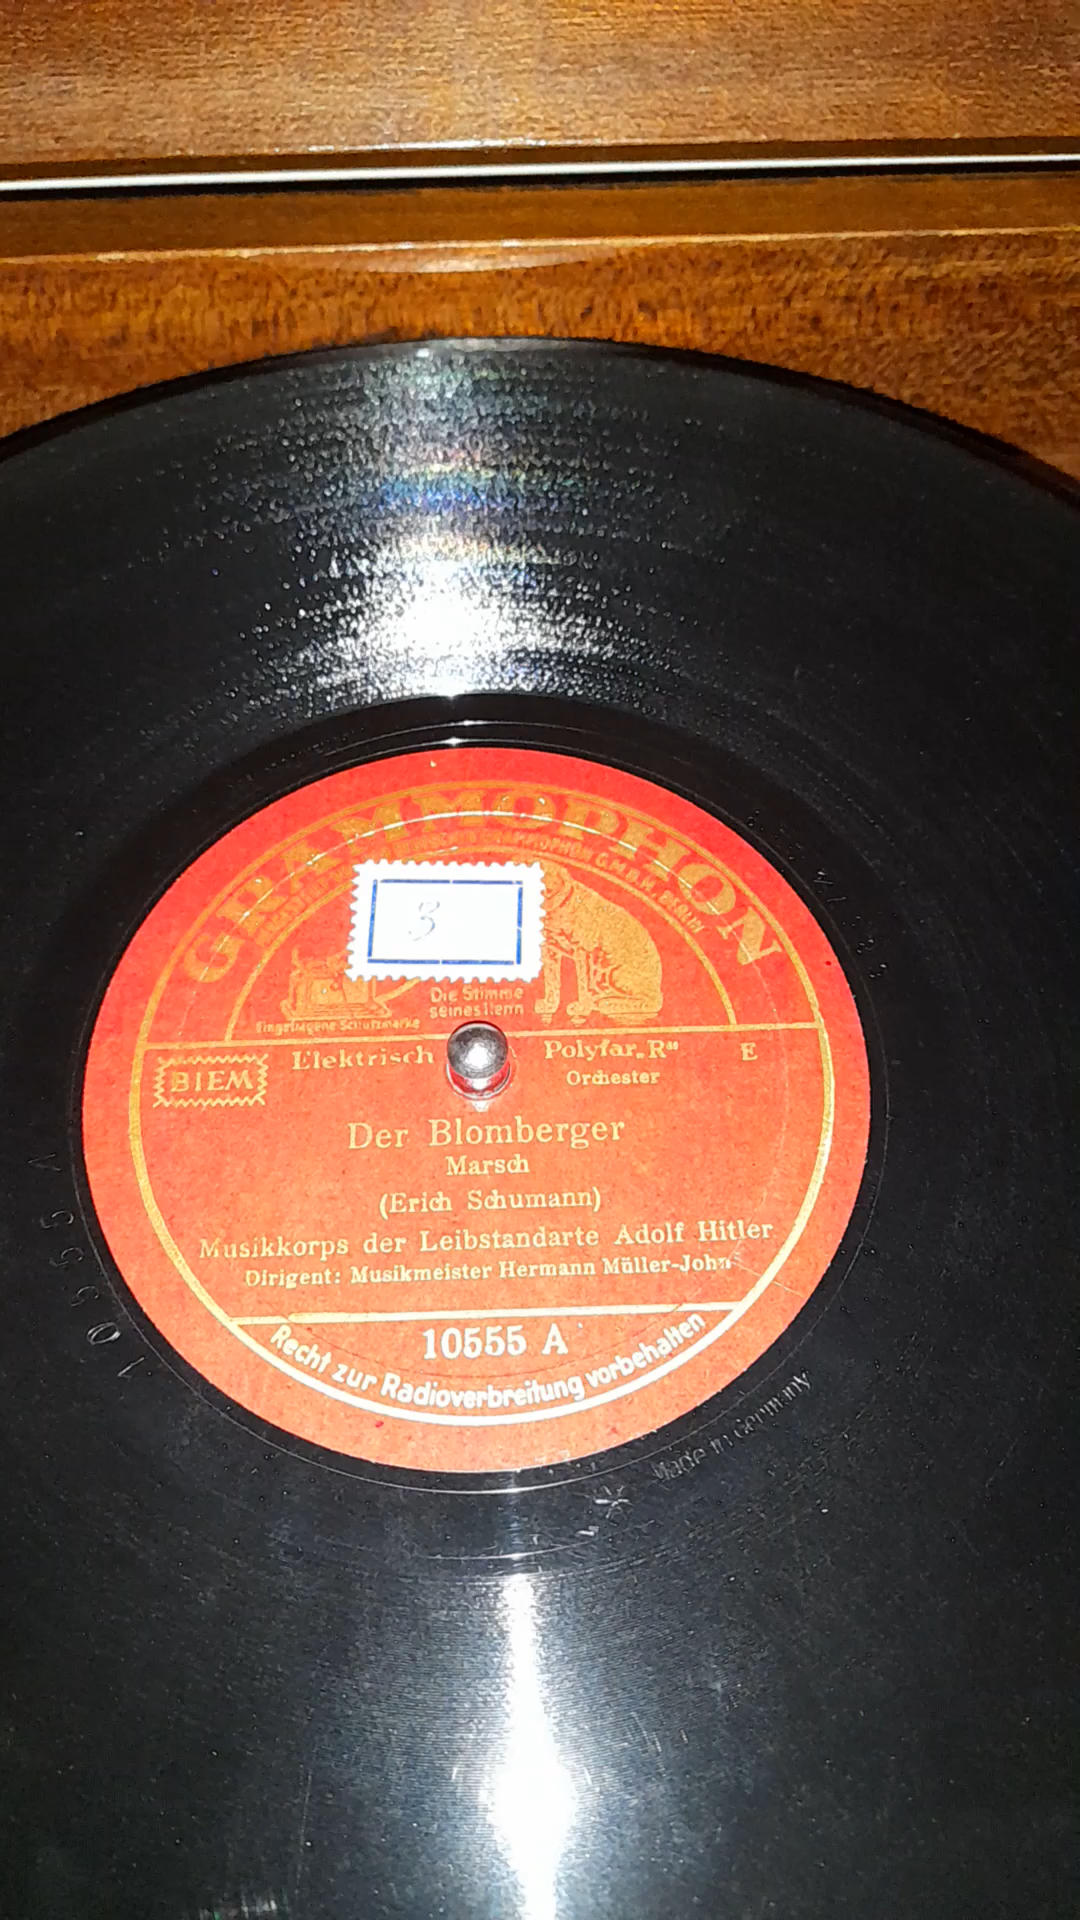 GRAMMOPHON
3
Die Stimme
seines Herrn
Eingetragene Schutzmarke
BIEM
Elektrisch
Polyfar „R“
E
Orchester
Der Blomberger
Marsch
(Erich Schumann)
Musikkorps der Leibstandarte Adolf Hitler
Dirigent: Musikmeister Hermann Müller-John
10555 A
Recht zur Radioverbreitung vorbehalten
10555 A
Made in Germany